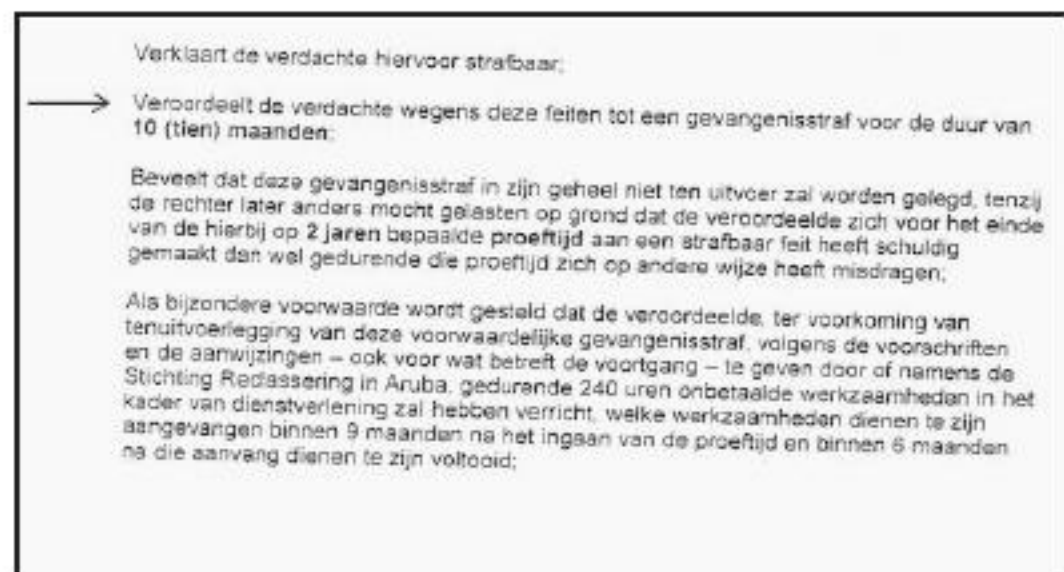 Verklaart de verdachte hiervoor strafbaar;
Veroordeelt de verdachte wegens deze feiten tot een gevangenisstraf voor de duur van
10 (tien) maanden;
Beveelt dat deze gevangenisstraf in zijn geheel niet ten uitvoer zal worden gelegd, tenzij
de rechter later anders mocht gelasten op grond dat de veroordeelde zich voor het einde
van de hierbij op 2 jaren bepaalde proeftijd aan een strafbaar feit heeft schuldig
gemaakt dan wel gedurende die proeftijd zich op andere wijze heeft misdragen;
Als bijzondere voorwaarde wordt gesteld dat de veroordeelde, ter voorkoming van
tenuitvoerlegging van deze voorwaardelijke gevangenisstraf, volgens de voorschriften
en de aanwijzingen – ook voor wat betreft de voortgang – te geven door of namens de
Stichting Reclassering in Aruba, gedurende 240 uren onbetaalde werkzaamheden in het
kader van dienstverlening zal hebben verricht, welke werkzaamheden dienen te zijn
aangevangen binnen 9 maanden na het ingaan van de proeftijd en binnen 6 maanden
na die aanvang dienen te zijn voltooid;